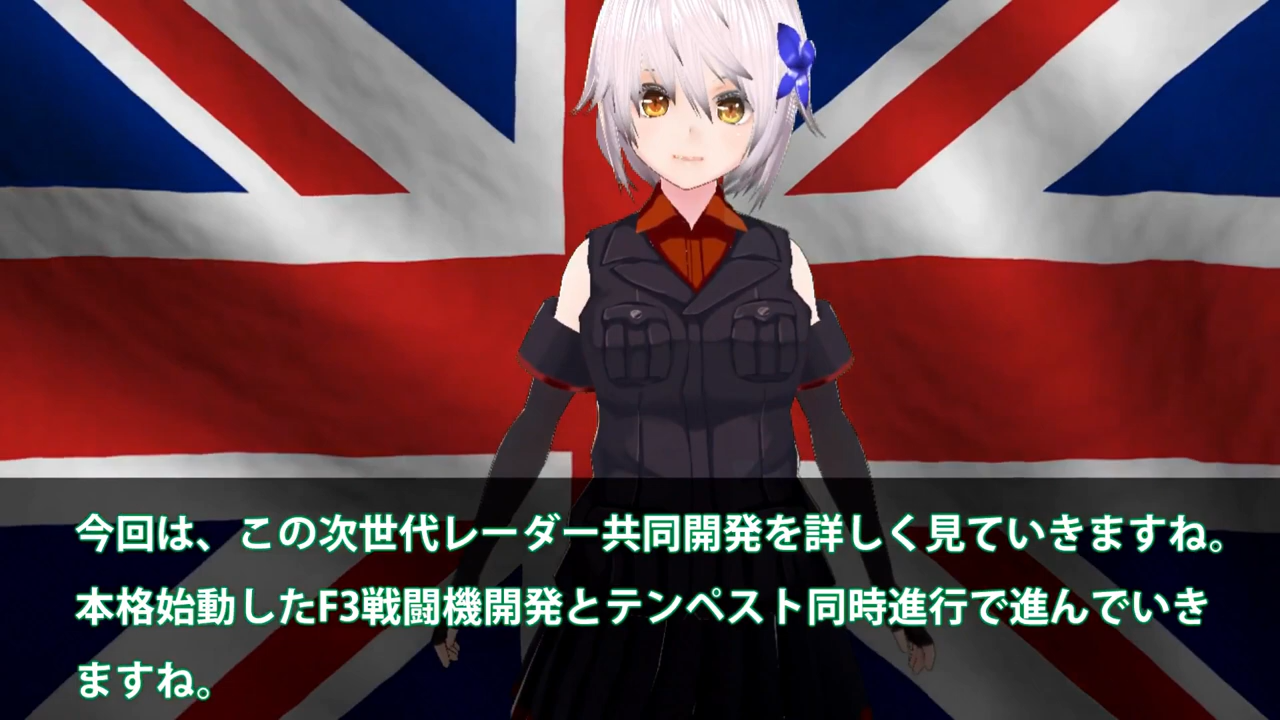 今回は、この次世代レーダー共同開発を詳しく見ていきますね。
本格始動したF3戦闘機開発とテンペスト同時進行で進んでいき
ますね。